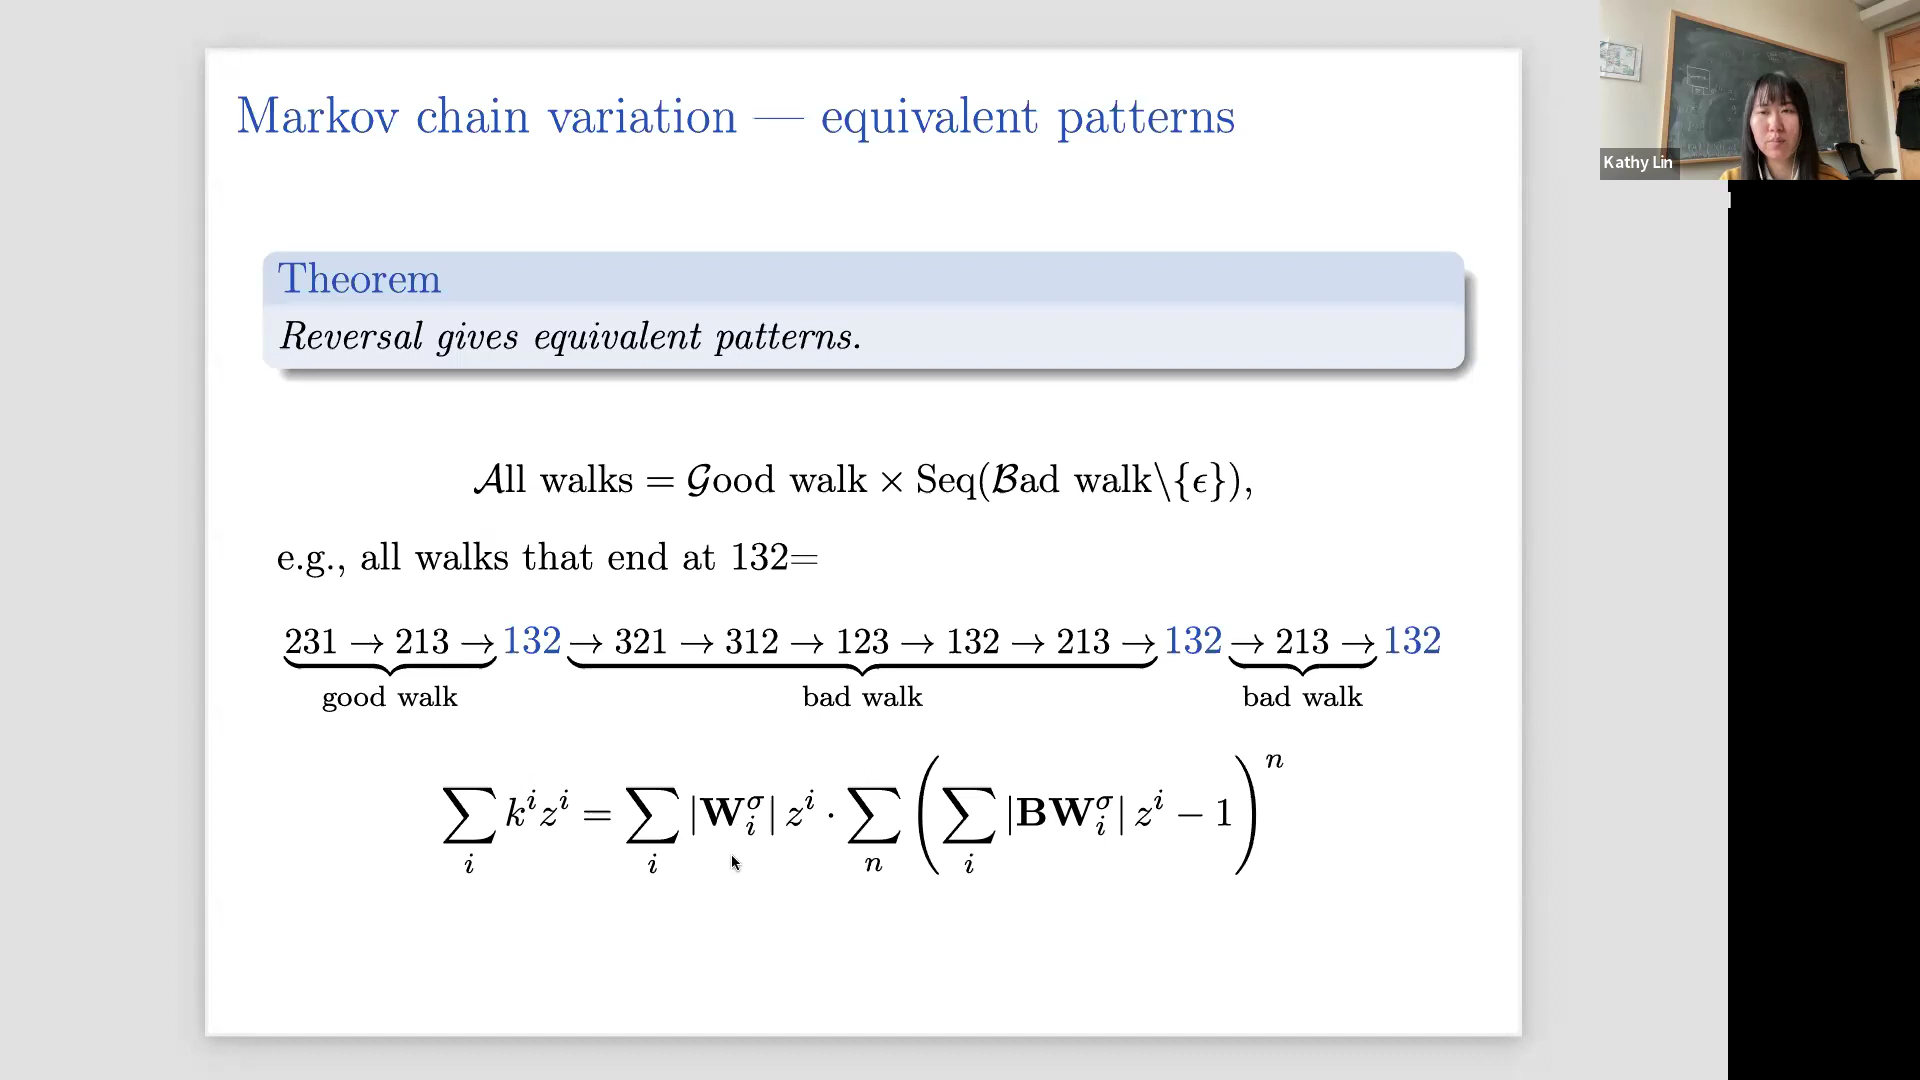 Markov chain variation — equivalent patterns
Theorem
Reversal gives equivalent patterns.
𝒜ll walks = 𝒢ood walk × Seq(ℬad walk\{ϵ}),
e.g., all walks that end at 132=
231 → 213 → 132 → 321 → 312 → 123 → 132 → 213 → 132 → 213 → 132
good walk bad walk bad walk
∑_i k^i z^i = ∑_i |𝐖_i^σ| z^i · ∑_n (∑_i |𝐁𝐖_i^σ| z^i − 1)^n
Kathy Lin